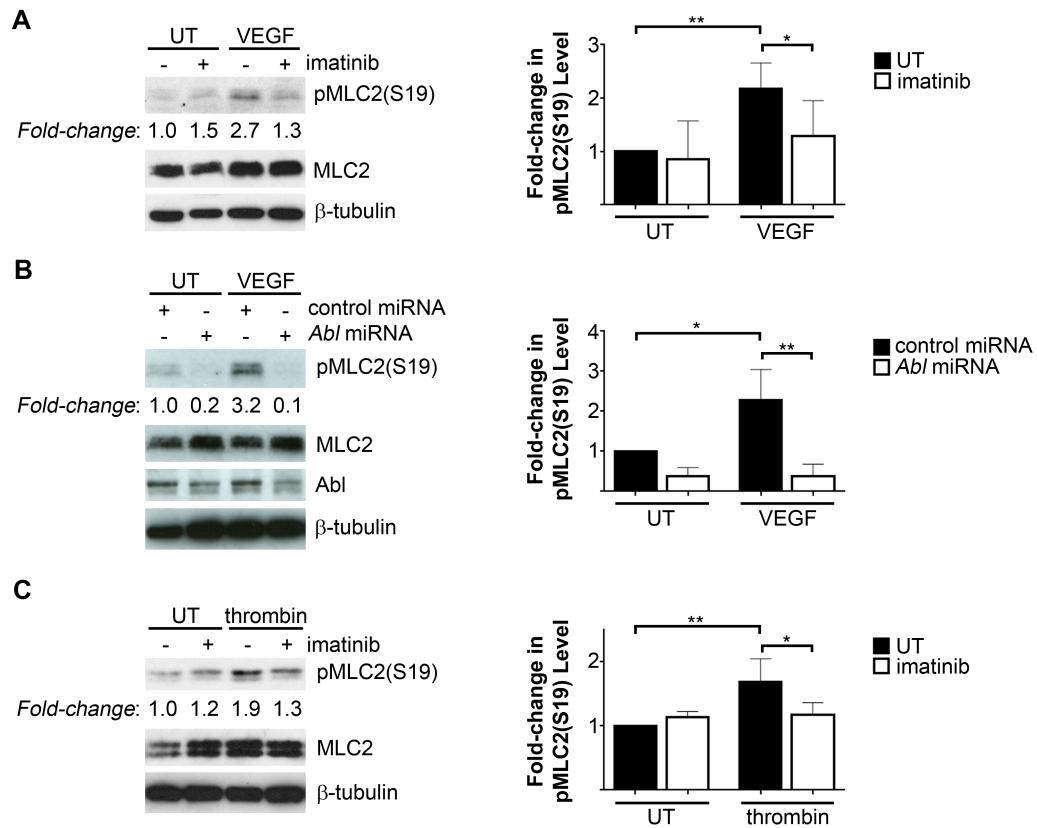 A
UT VEGF
- + - + imatinib
pMLC2(S19)
Fold-change: 1.0 1.5 2.7 1.3
MLC2
β-tubulin
Fold-change in
pMLC2(S19) Level
3
2
1
** *
UT VEGF
UT
imatinib
B
UT VEGF
+ - + - control miRNA
- + - + Abl miRNA
pMLC2(S19)
Fold-change: 1.0 0.2 3.2 0.1
MLC2
Abl
β-tubulin
Fold-change in
pMLC2(S19) Level
4
3
2
1
* **
UT VEGF
control miRNA
Abl miRNA
C
UT thrombin
- + - + imatinib
pMLC2(S19)
Fold-change: 1.0 1.2 1.9 1.3
MLC2
β-tubulin
Fold-change in
pMLC2(S19) Level
2
1
** *
UT thrombin
UT
imatinib